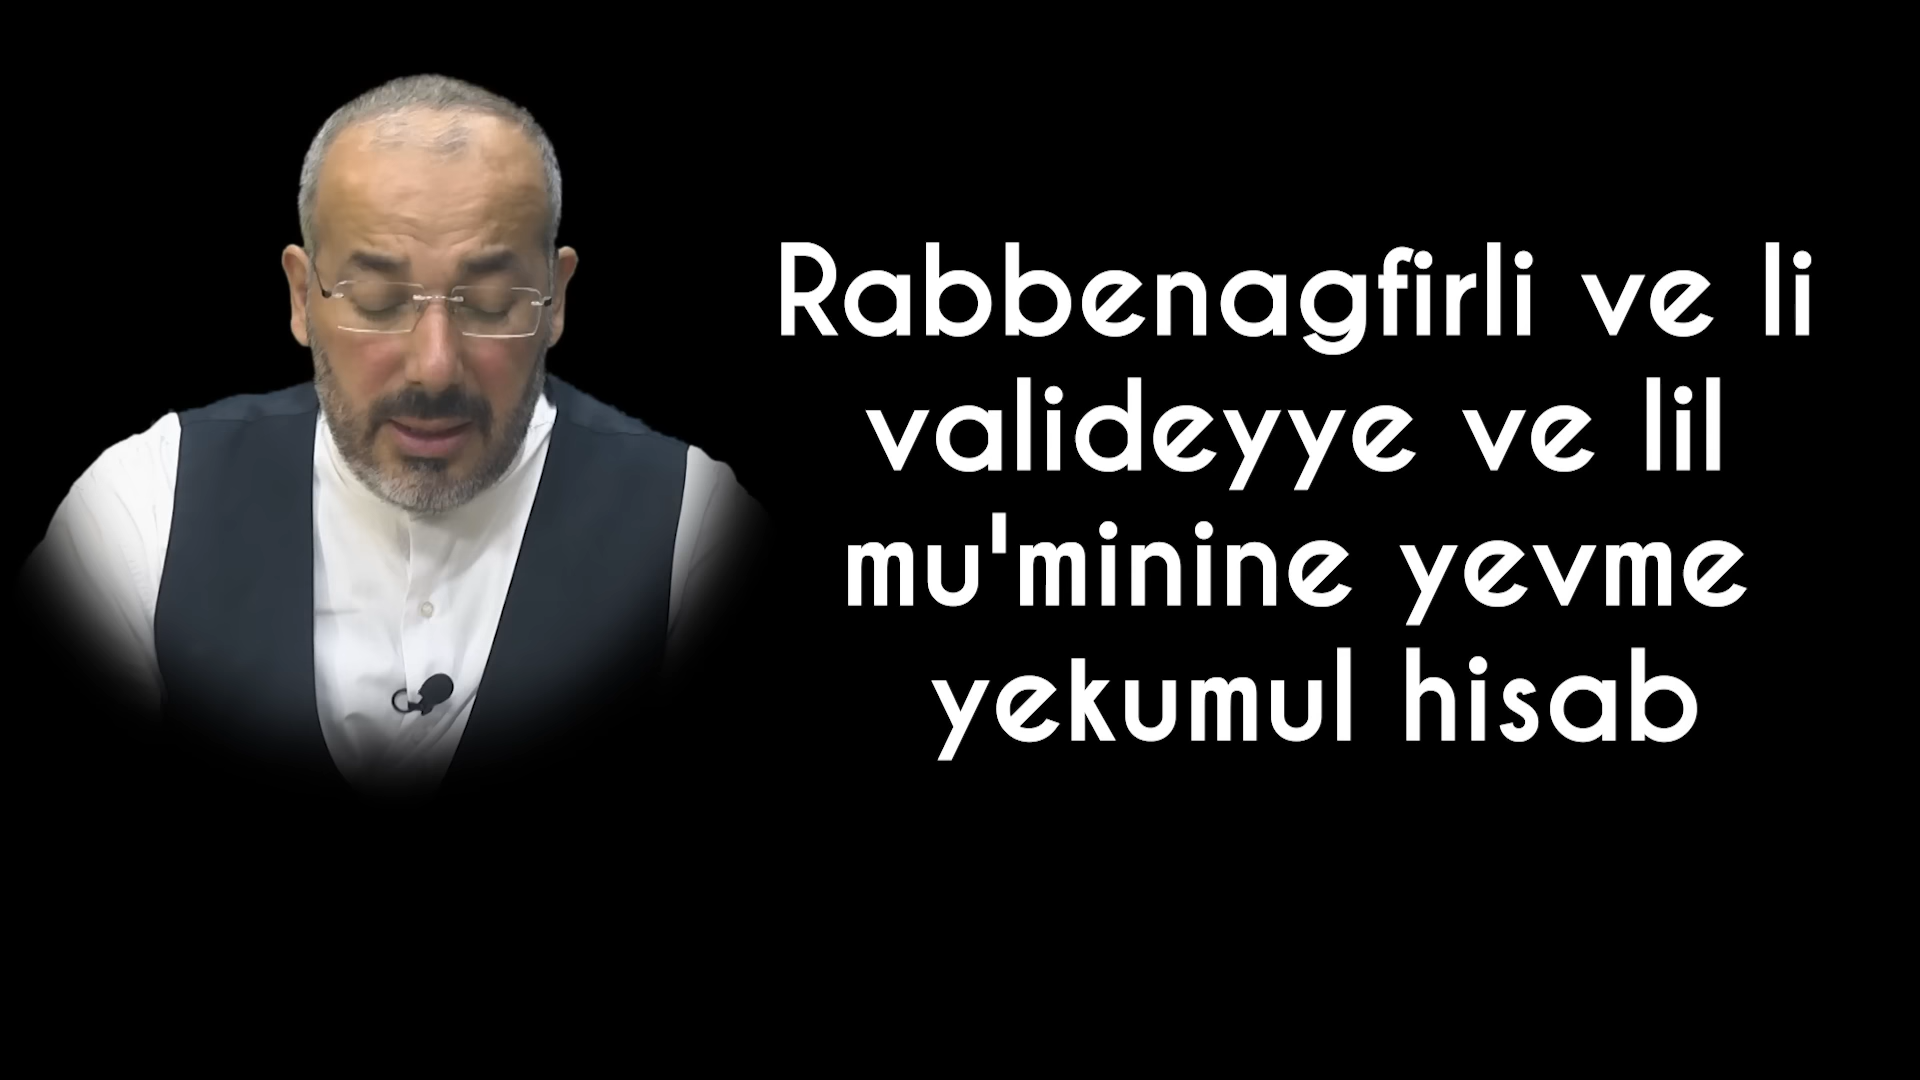 Rabbenagfirli ve li
valideyye ve lil
mu'minine yevme
yekumul hisab